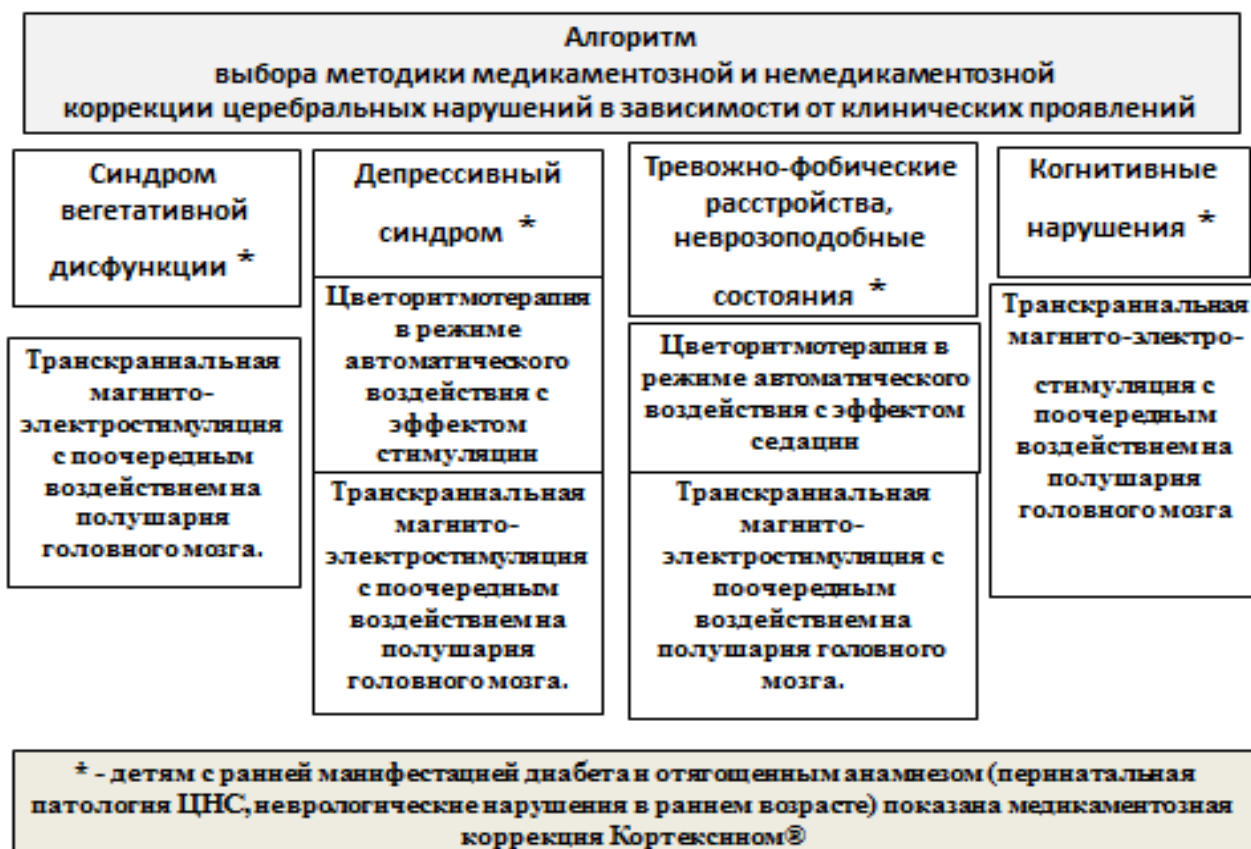 Алгоритм
выбора методики медикаментозной и немедикаментозной
коррекции церебральных нарушений в зависимости от клинических проявлений
Синдром
вегетативной
дисфункции *
Транскраниальная
магнито-
электростимуляция
с поочередным
воздействием на
полушария
головного мозга.
Депрессивный
синдром *
Цветоритмотерапия
в режиме
автоматического
воздействия с
эффектом
стимуляции
Транскраниальная
магнито-
электростимуляция
с поочередным
воздействием на
полушария
головного мозга.
Тревожно-фобические
расстройства,
неврозоподобные
состояния *
Цветоритмотерапия в
режиме автоматического
воздействия с эффектом
седации
Транскраниальная
магнито-
электростимуляция с
поочередным
воздействием на
полушария головного
мозга.
Когнитивные
нарушения *
Транскраниальная
магнито-электро-
стимуляция с
поочередным
воздействием на
полушария
головного мозга
* - детям с ранней манифестацией диабета и отягощенным анамнезом (перинатальная
патология ЦНС, неврологические нарушения в раннем возрасте) показана медикаментозная
коррекция Кортексином®